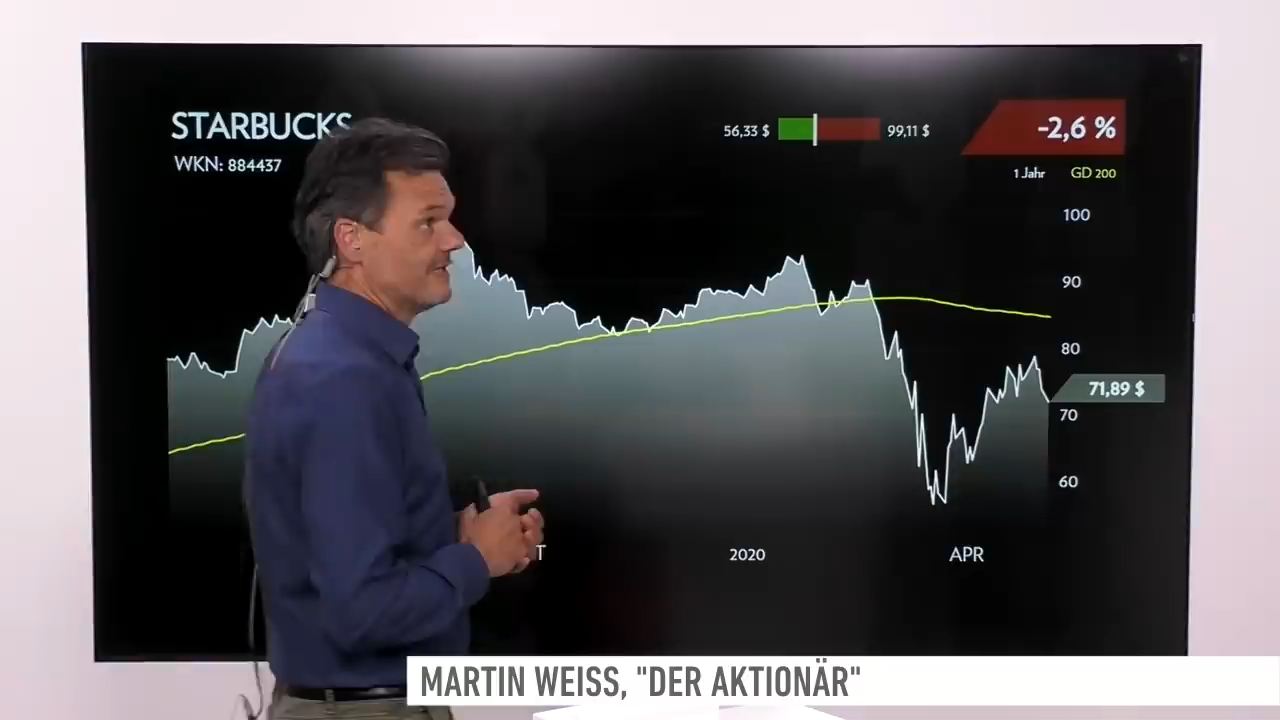 STARBUCKS
WKN: 884437
56,33 $
99,11 $
-2,6 %
1 Jahr
GD 200
100
90
80
71,89 $
70
60
T
2020
APR
MARTIN WEISS, "DER AKTIONÄR"